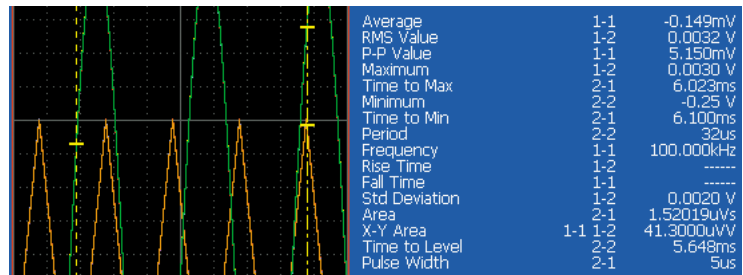 Average 1-1 -0.149mV
RMS Value 1-2 0.0032 V
P-P Value 1-1 5.150mV
Maximum 1-2 0.0030 V
Time to Max 2-1 6.023ms
Minimum 2-2 -0.25 V
Time to Min 2-1 6.100ms
Period 2-2 32us
Frequency 1-1 100.000kHz
Rise Time 1-2 ------
Fall Time 1-1 ------
Std Deviation 1-2 0.0020 V
Area 2-1 1.52019uVs
X-Y Area 1-1 1-2 41.3000uVV
Time to Level 2-2 5.648ms
Pulse Width 2-1 5us